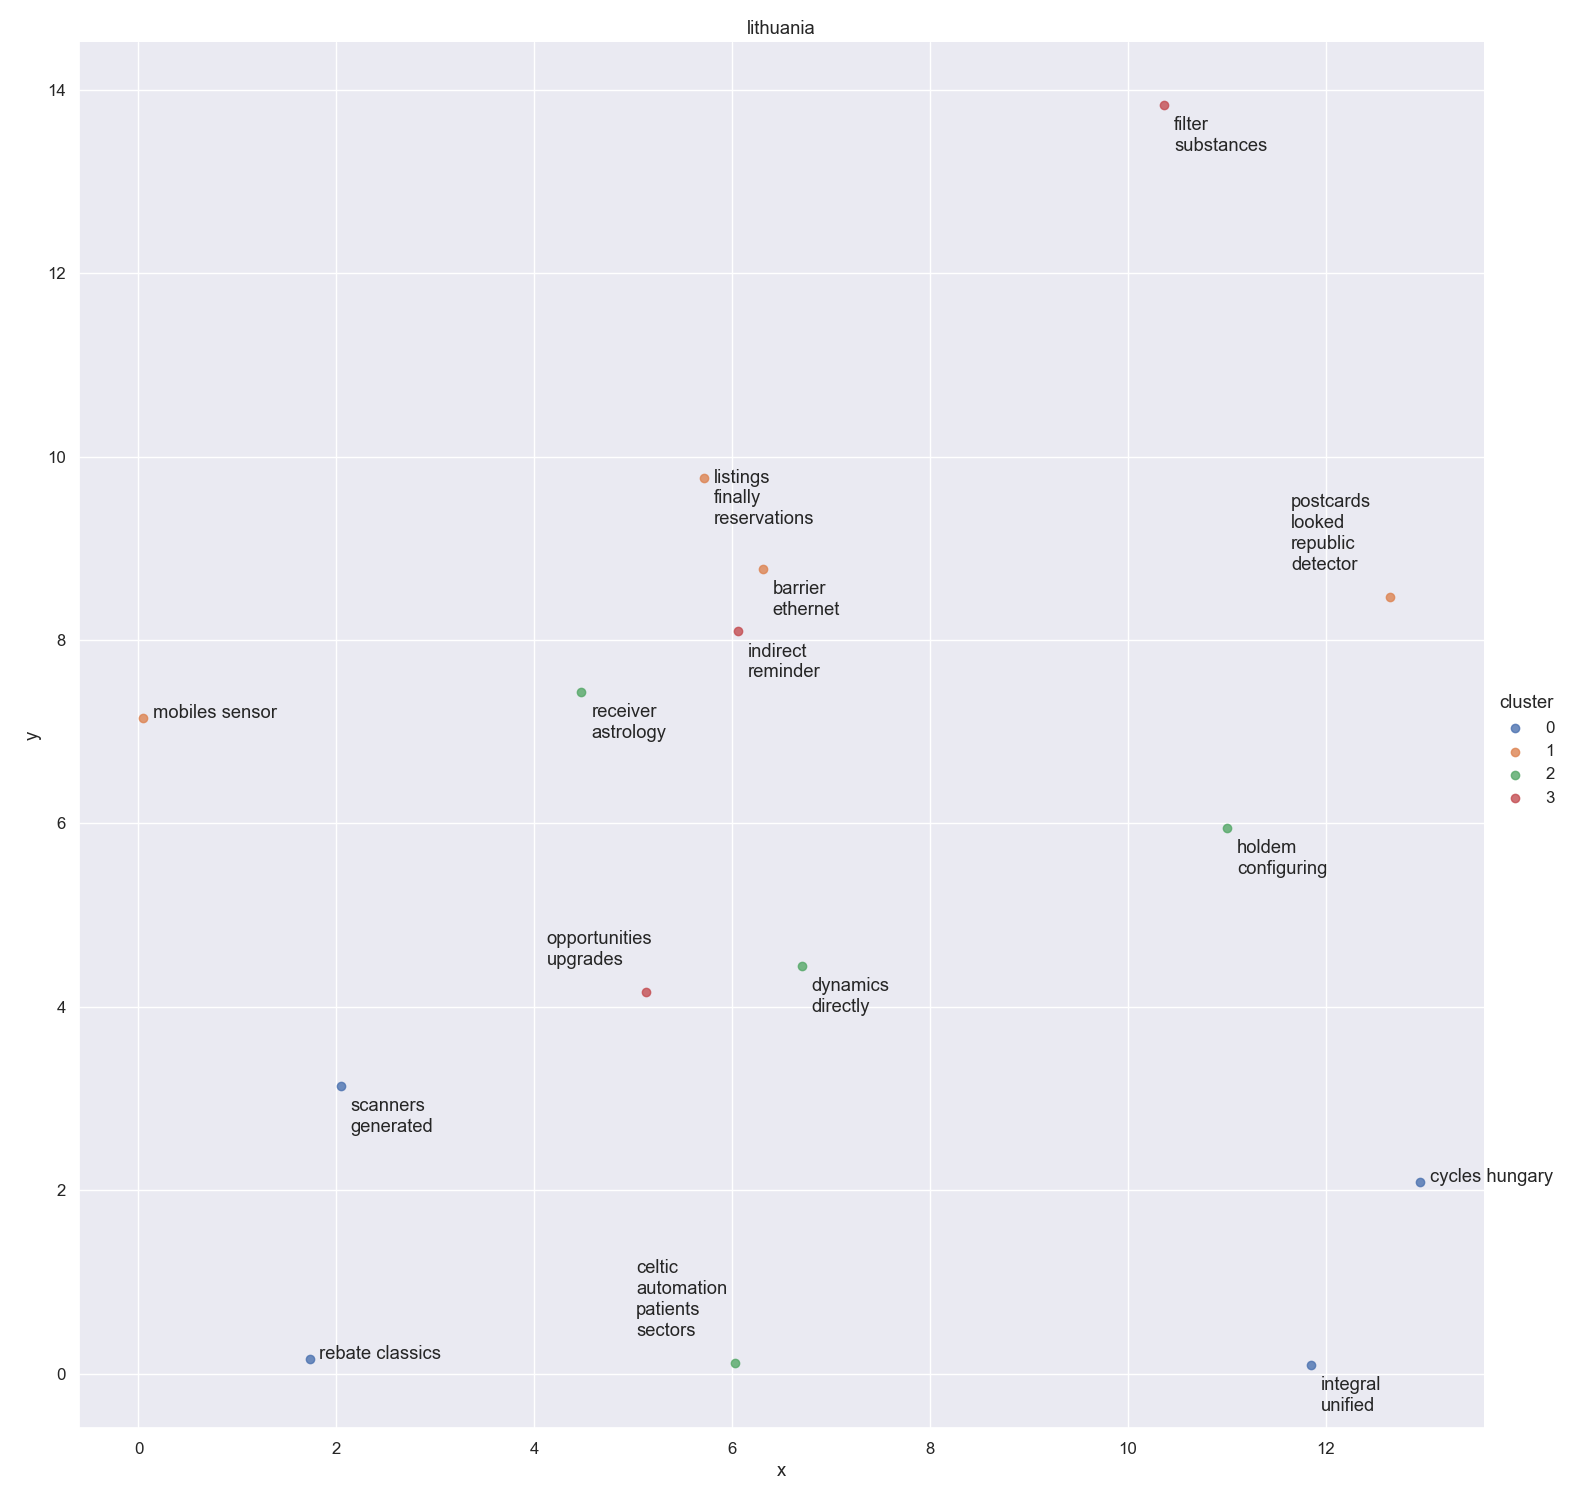 lithuania
14
12
10
8
6
4
2
0
y
filter
substances
listings
finally
reservations
postcards
looked
republic
detector
barrier
ethernet
indirect
reminder
mobiles sensor
receiver
astrology
holdem
configuring
opportunities
upgrades
dynamics
directly
scanners
generated
cycles hungary
celtic
automation
patients
sectors
rebate classics
integral
unified
0
2
4
6
8
10
12
x
cluster
0
1
2
3